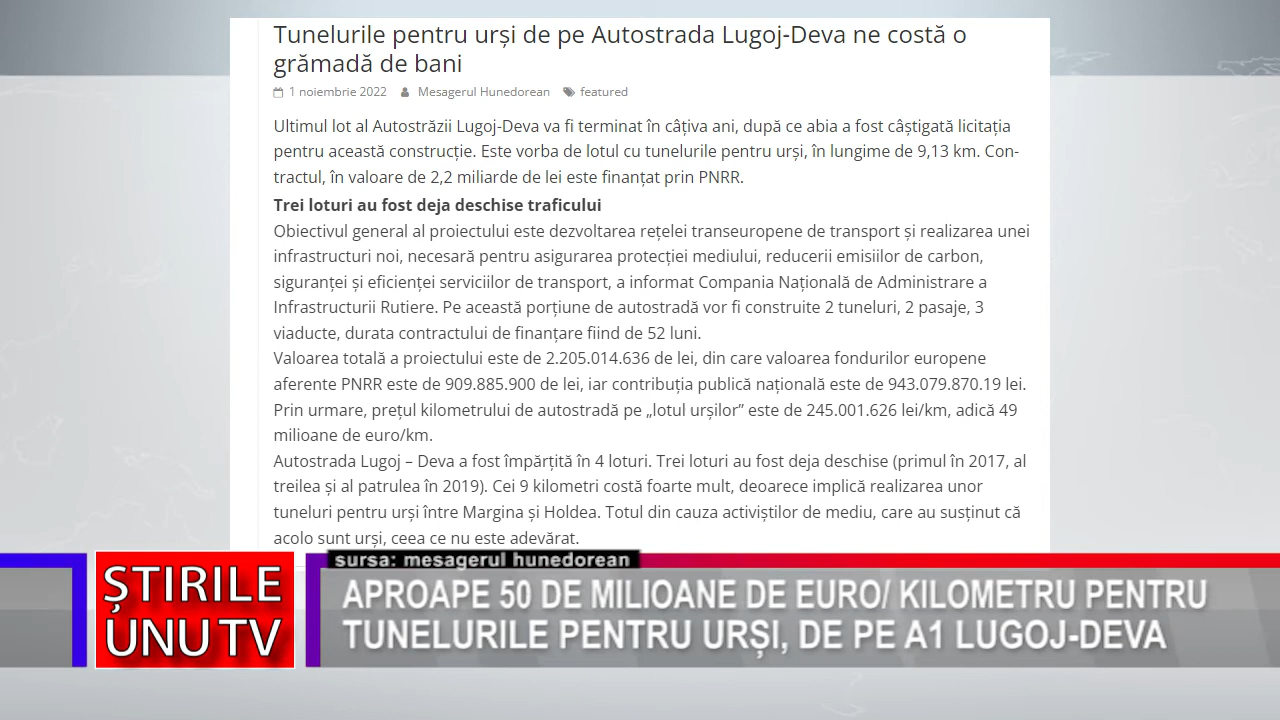 Tunelurile pentru urși de pe Autostrada Lugoj-Deva ne costă o
grămadă de bani
1 noiembrie 2022 Mesagerul Hunedorean featured
Ultimul lot al Autostrăzii Lugoj-Deva va fi terminat în câțiva ani, după ce abia a fost câștigată licitația
pentru această construcție. Este vorba de lotul cu tunelurile pentru urși, în lungime de 9,13 km. Con-
tractul, în valoare de 2,2 miliarde de lei este finanțat prin PNRR.
Trei loturi au fost deja deschise traficului
Obiectivul general al proiectului este dezvoltarea rețelei transeuropene de transport și realizarea unei
infrastructuri noi, necesară pentru asigurarea protecției mediului, reducerii emisiilor de carbon,
siguranței și eficienței serviciilor de transport, a informat Compania Națională de Administrare a
Infrastructurii Rutiere. Pe această porțiune de autostradă vor fi construite 2 tuneluri, 2 pasaje, 3
viaducte, durata contractului de finanțare fiind de 52 luni.
Valoarea totală a proiectului este de 2.205.014.636 de lei, din care valoarea fondurilor europene
aferente PNRR este de 909.885.900 de lei, iar contribuția publică națională este de 943.079.870.19 lei.
Prin urmare, prețul kilometrului de autostradă pe „lotul urșilor” este de 245.001.626 lei/km, adică 49
milioane de euro/km.
Autostrada Lugoj – Deva a fost împărțită în 4 loturi. Trei loturi au fost deja deschise (primul în 2017, al
treilea și al patrulea în 2019). Cei 9 kilometri costă foarte mult, deoarece implică realizarea unor
tuneluri pentru urși între Margina și Holdea. Totul din cauza activiștilor de mediu, care au susținut că
acolo sunt urși, ceea ce nu este adevărat.
sursa: mesagerul hunedorean
ȘTIRILE
UNU TV
APROAPE 50 DE MILIOANE DE EURO/ KILOMETRU PENTRU
TUNELURILE PENTRU URȘI, DE PE A1 LUGOJ-DEVA